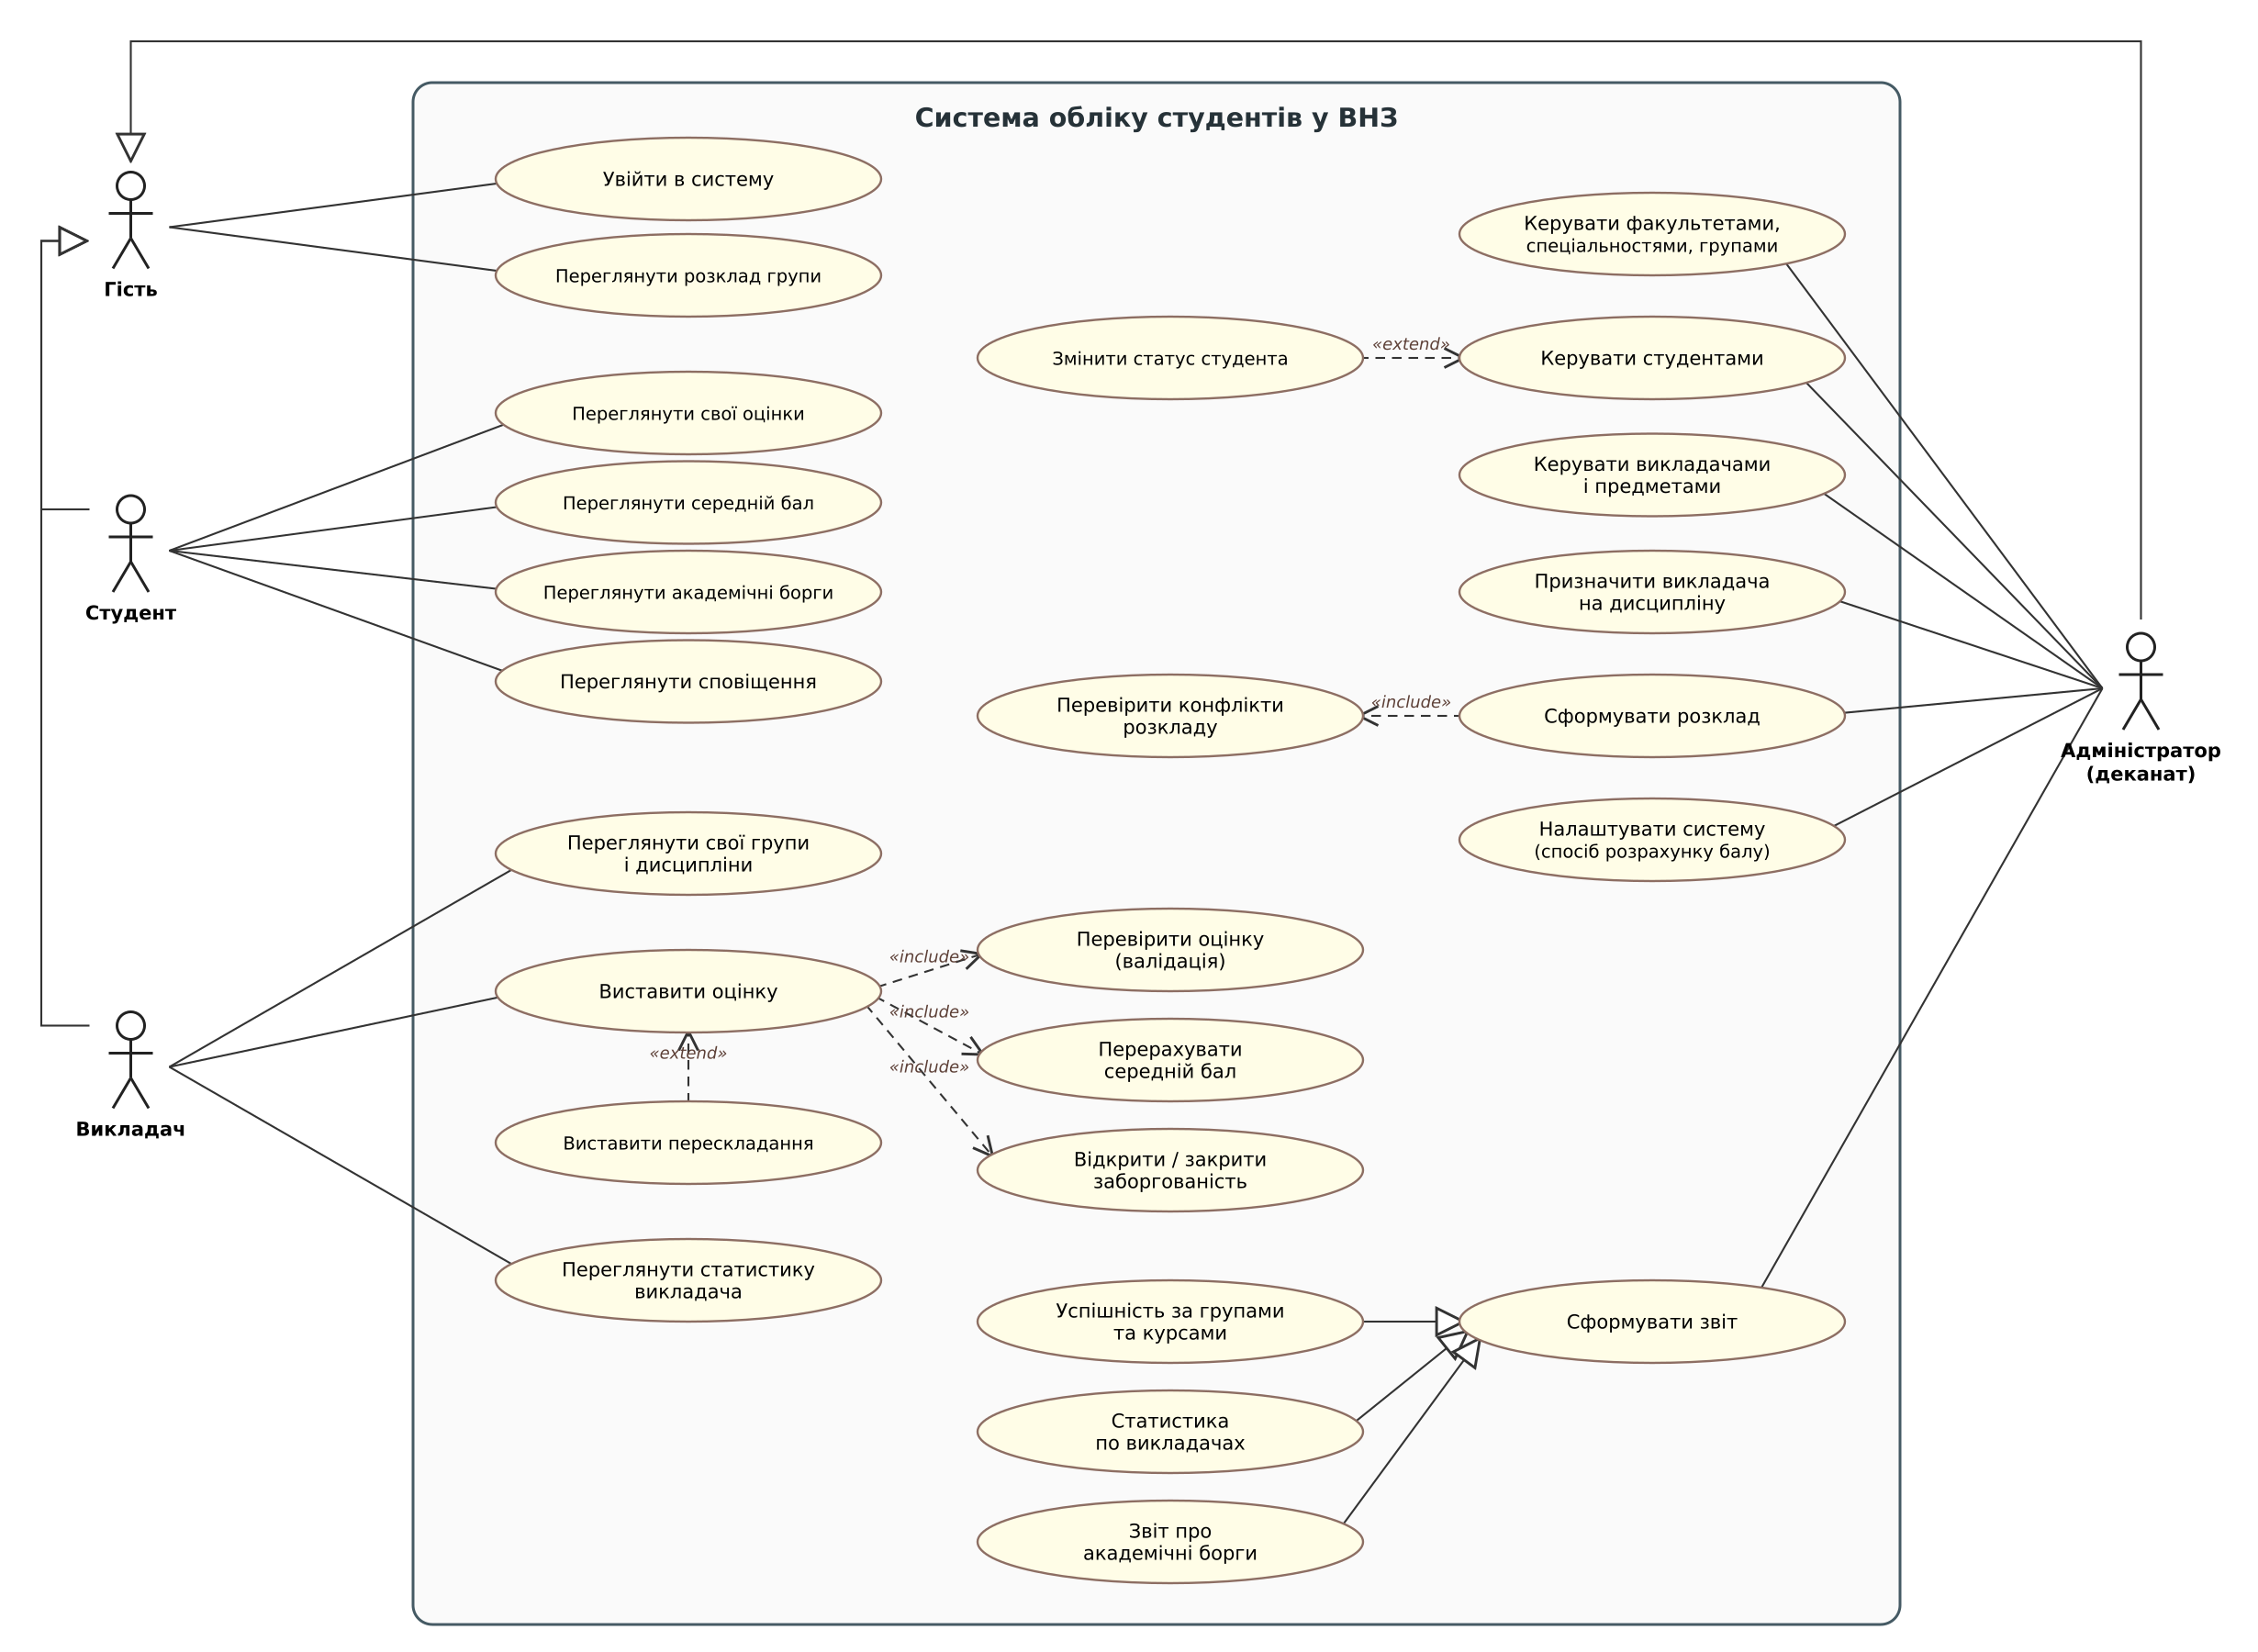 Система обліку студентів у ВНЗ
Гість
Студент
Викладач
Увійти в систему
Переглянути розклад групи
Переглянути свої оцінки
Переглянути середній бал
Переглянути академічні борги
Переглянути сповіщення
Переглянути свої групи
і дисципліни
Виставити оцінку
«extend»
Виставити перескладання
Переглянути статистику
викладача
«include»
«include»
«include»
Змінити статус студента
«extend»
Перевірити конфлікти
розкладу
«include»
Перевірити оцінку
(валідація)
Перерахувати
середній бал
Відкрити / закрити
заборгованість
Успішність за групами
та курсами
Статистика
по викладачах
Звіт про
академічні борги
Керувати факультетами,
спеціальностями, групами
Керувати студентами
Керувати викладачами
і предметами
Призначити викладача
на дисципліну
Сформувати розклад
Налаштувати систему
(спосіб розрахунку балу)
Сформувати звіт
Адміністратор
(деканат)